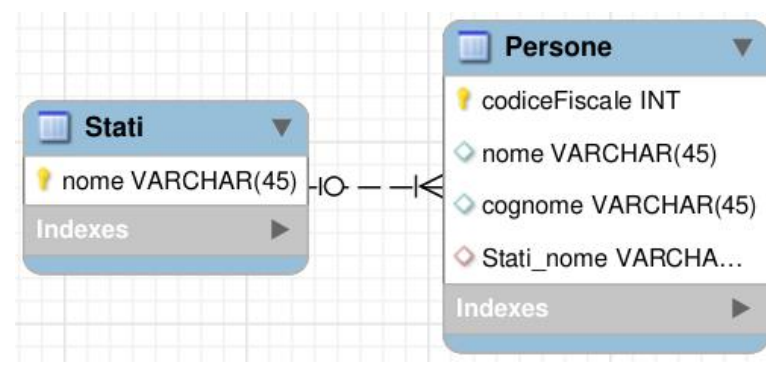 Stati
nome VARCHAR(45)
Indexes
Persone
codiceFiscale INT
nome VARCHAR(45)
cognome VARCHAR(45)
Stati_nome VARCHA...
Indexes